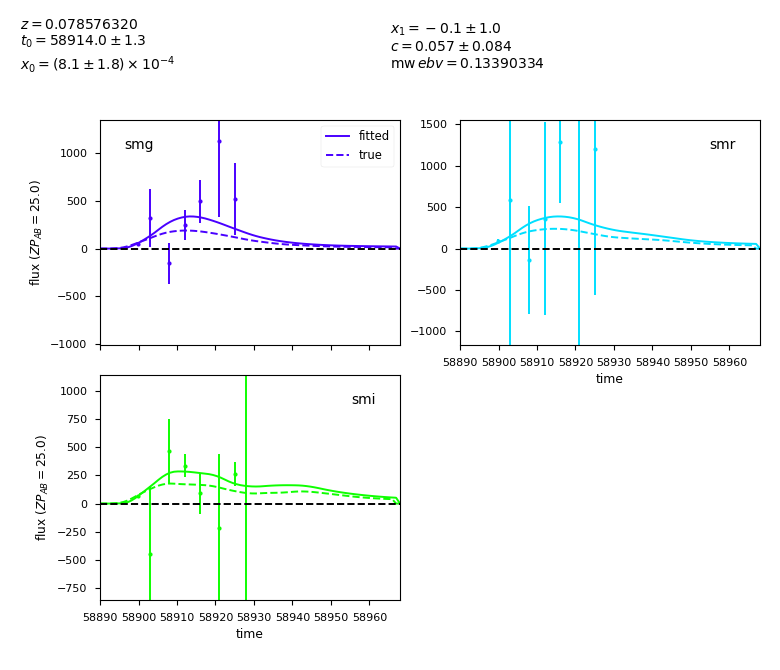 z = 0.078576320
t₀ = 58914.0 ± 1.3
x₀ = (8.1 ± 1.8) × 10⁻⁴
x₁ = − 0.1 ± 1.0
c = 0.057 ± 0.084
mw ebv = 0.13390334
smg
fitted
true
1000
500
0
−500
−1000
flux (ZP_AB = 25.0)
smr
1500
1000
500
0
−500
−1000
58890 58900 58910 58920 58930 58940 58950 58960
time
smi
1000
750
500
250
0
−250
−500
−750
flux (ZP_AB = 25.0)
58890 58900 58910 58920 58930 58940 58950 58960
time